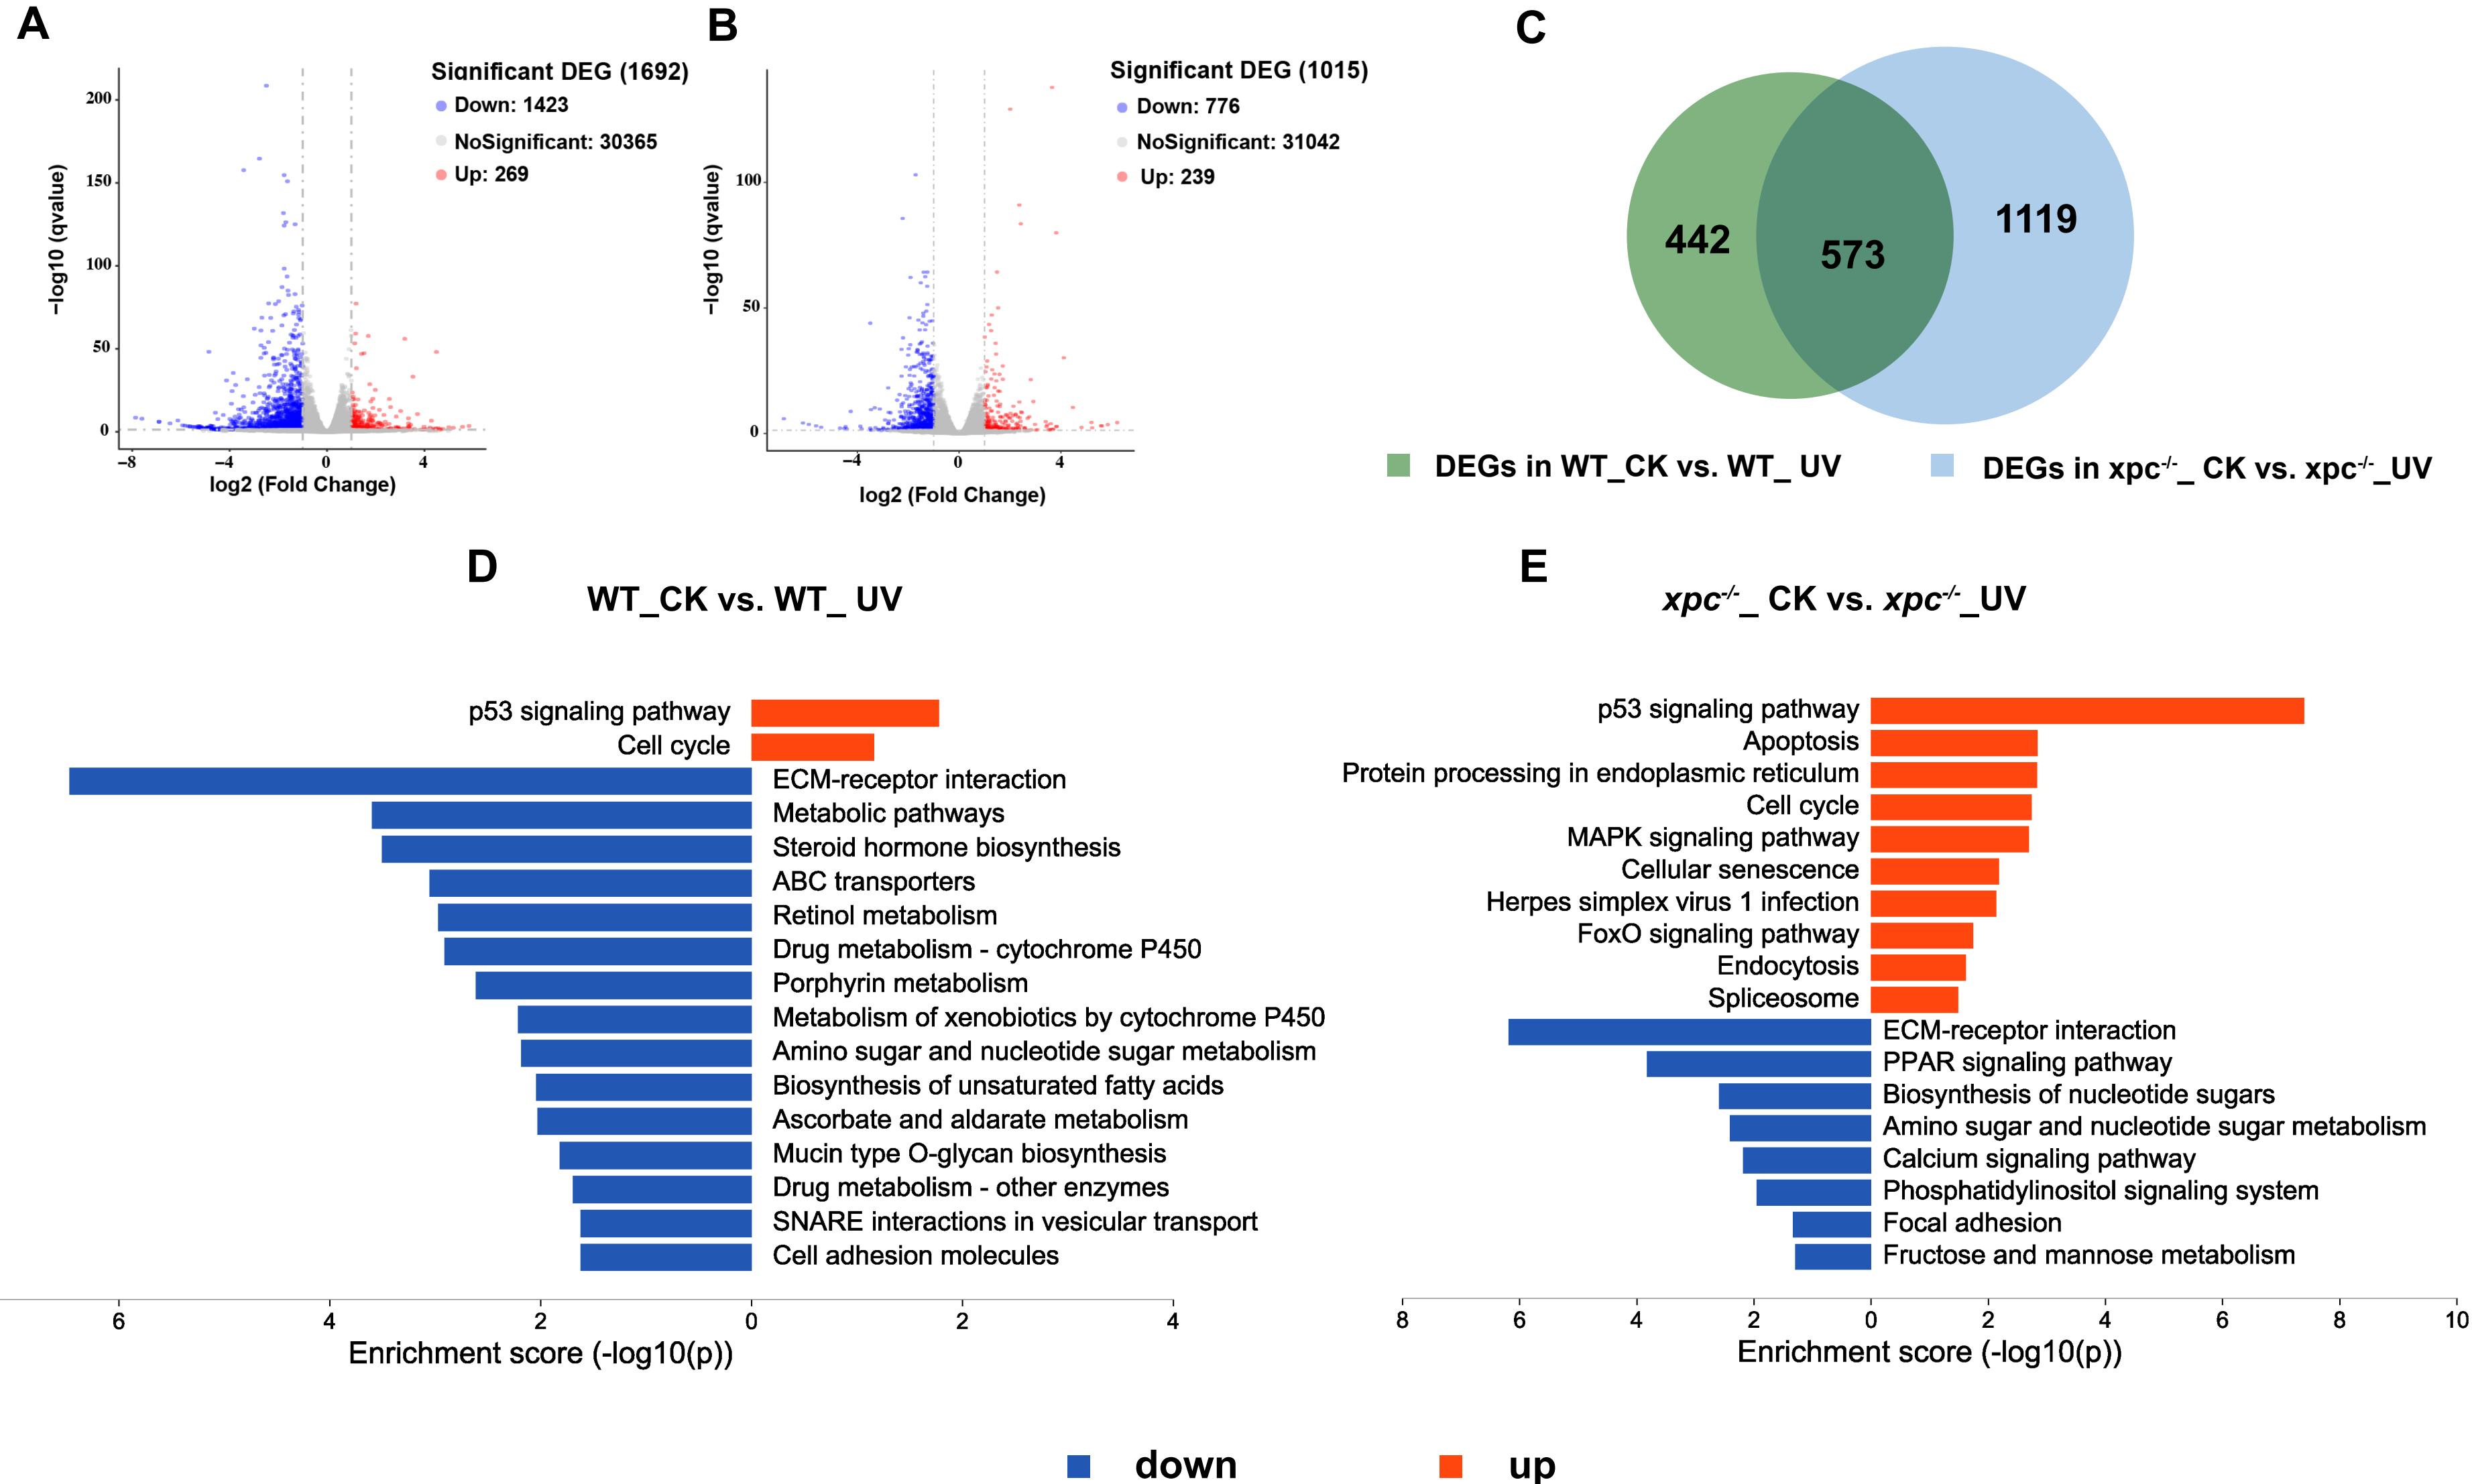 A
Significant DEG (1692)
Down: 1423
NoSignificant: 30365
Up: 269
200
150
100
50
0
−8
−4
0
4
−log10 (qvalue)
log2 (Fold Change)
B
Significant DEG (1015)
Down: 776
NoSignificant: 31042
Up: 239
100
50
0
−4
0
4
−log10 (qvalue)
log2 (Fold Change)
C
442
573
1119
DEGs in WT_CK vs. WT_ UV
DEGs in xpc-/-_ CK vs. xpc-/-_UV
D
WT_CK vs. WT_ UV
p53 signaling pathway
Cell cycle
ECM-receptor interaction
Metabolic pathways
Steroid hormone biosynthesis
ABC transporters
Retinol metabolism
Drug metabolism - cytochrome P450
Porphyrin metabolism
Metabolism of xenobiotics by cytochrome P450
Amino sugar and nucleotide sugar metabolism
Biosynthesis of unsaturated fatty acids
Ascorbate and aldarate metabolism
Mucin type O-glycan biosynthesis
Drug metabolism - other enzymes
SNARE interactions in vesicular transport
Cell adhesion molecules
6 4 2 0 2 4
Enrichment score (-log10(p))
E
xpc-/-_ CK vs. xpc-/-_UV
p53 signaling pathway
Apoptosis
Protein processing in endoplasmic reticulum
Cell cycle
MAPK signaling pathway
Cellular senescence
Herpes simplex virus 1 infection
FoxO signaling pathway
Endocytosis
Spliceosome
ECM-receptor interaction
PPAR signaling pathway
Biosynthesis of nucleotide sugars
Amino sugar and nucleotide sugar metabolism
Calcium signaling pathway
Phosphatidylinositol signaling system
Focal adhesion
Fructose and mannose metabolism
8 6 4 2 0 2 4 6 8 10
Enrichment score (-log10(p))
down
up